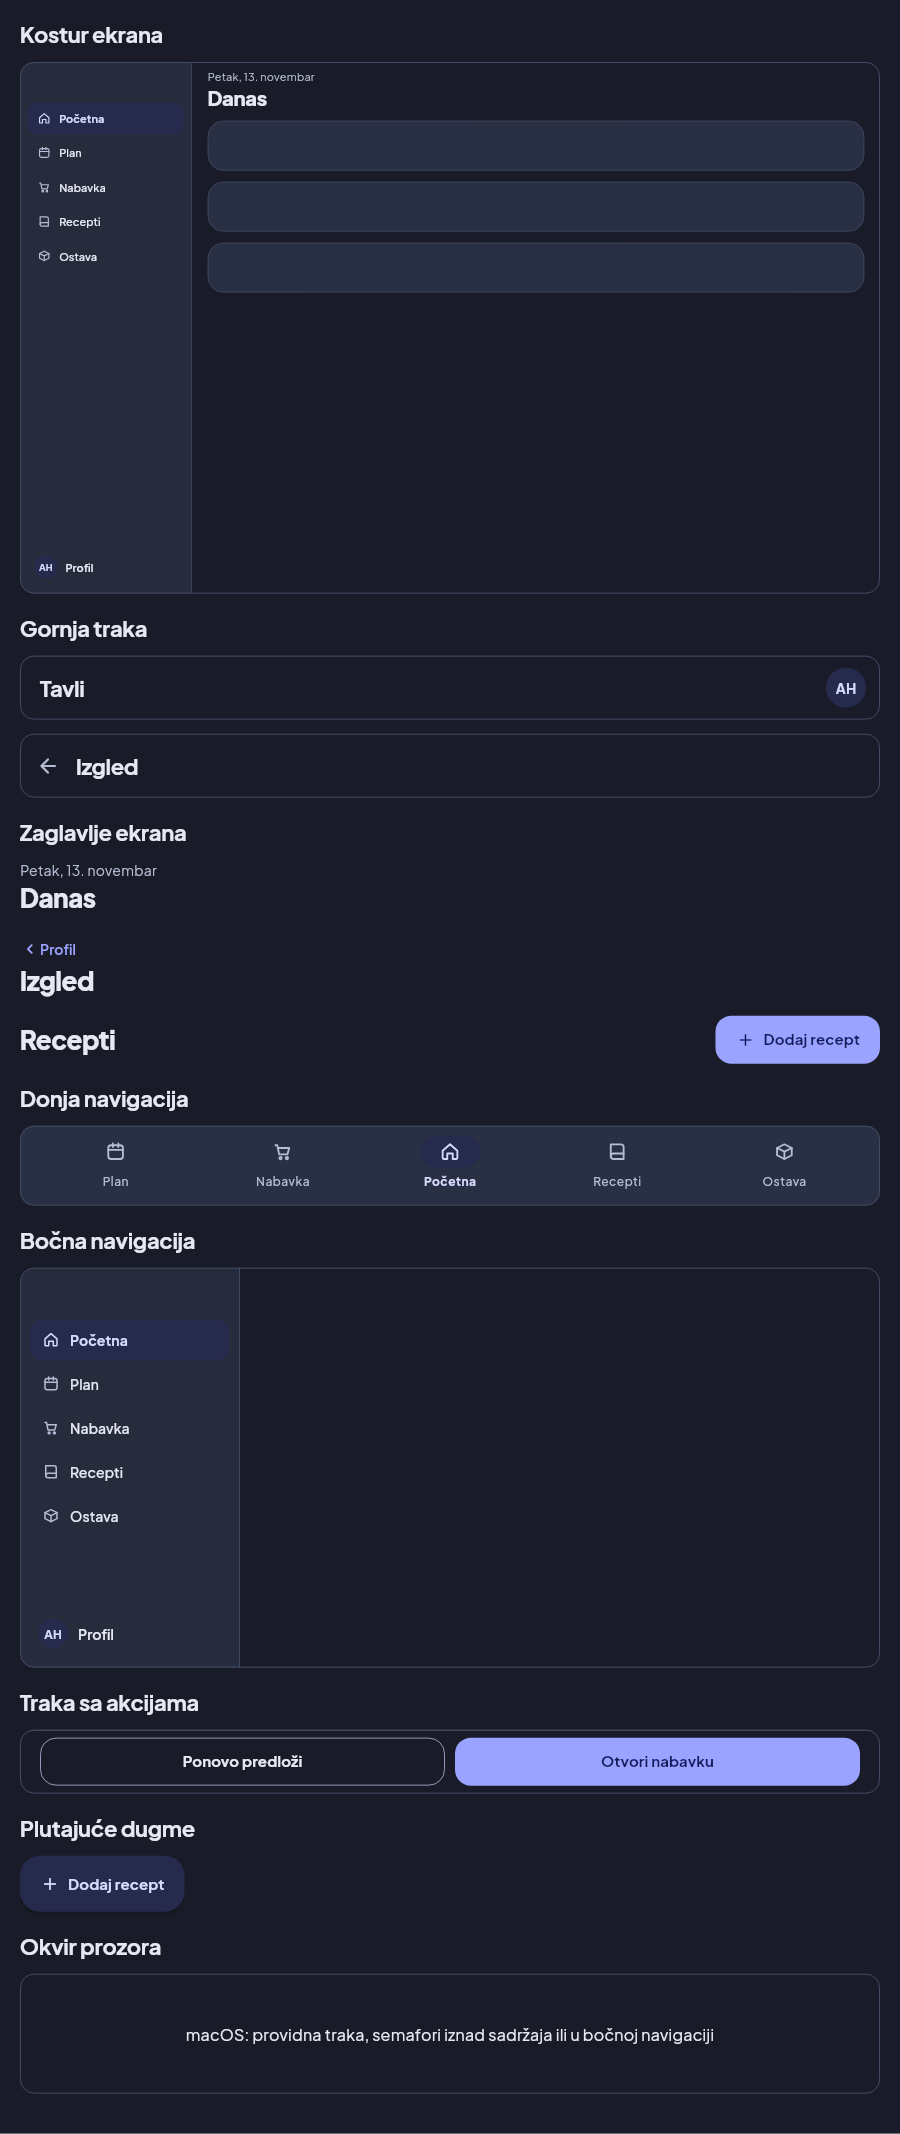 Kostur ekrana
Petak, 13. novembar
Danas
Početna
Plan
Nabavka
Recepti
Ostava
AH Profil
Gornja traka
Tavli AH
Izgled
Zaglavlje ekrana
Petak, 13. novembar
Danas
Profil
Izgled
Recepti Dodaj recept
Donja navigacija
Plan Nabavka Početna Recepti Ostava
Bočna navigacija
Početna
Plan
Nabavka
Recepti
Ostava
AH Profil
Traka sa akcijama
Ponovo predloži Otvori nabavku
Plutajuće dugme
Dodaj recept
Okvir prozora
macOS: providna traka, semafori iznad sadržaja ili u bočnoj navigaciji